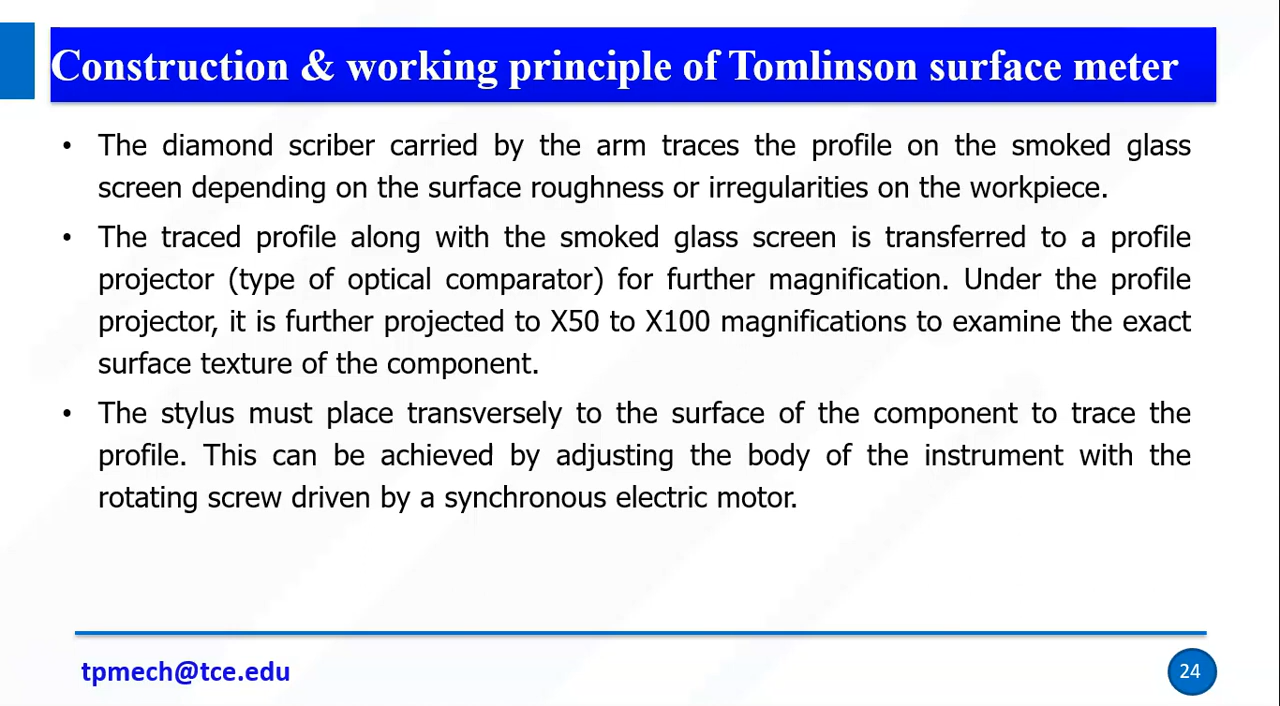 Construction & working principle of Tomlinson surface meter
• The diamond scriber carried by the arm traces the profile on the smoked glass
screen depending on the surface roughness or irregularities on the workpiece.
• The traced profile along with the smoked glass screen is transferred to a profile
projector (type of optical comparator) for further magnification. Under the profile
projector, it is further projected to X50 to X100 magnifications to examine the exact
surface texture of the component.
• The stylus must place transversely to the surface of the component to trace the
profile. This can be achieved by adjusting the body of the instrument with the
rotating screw driven by a synchronous electric motor.
tpmech@tce.edu
24